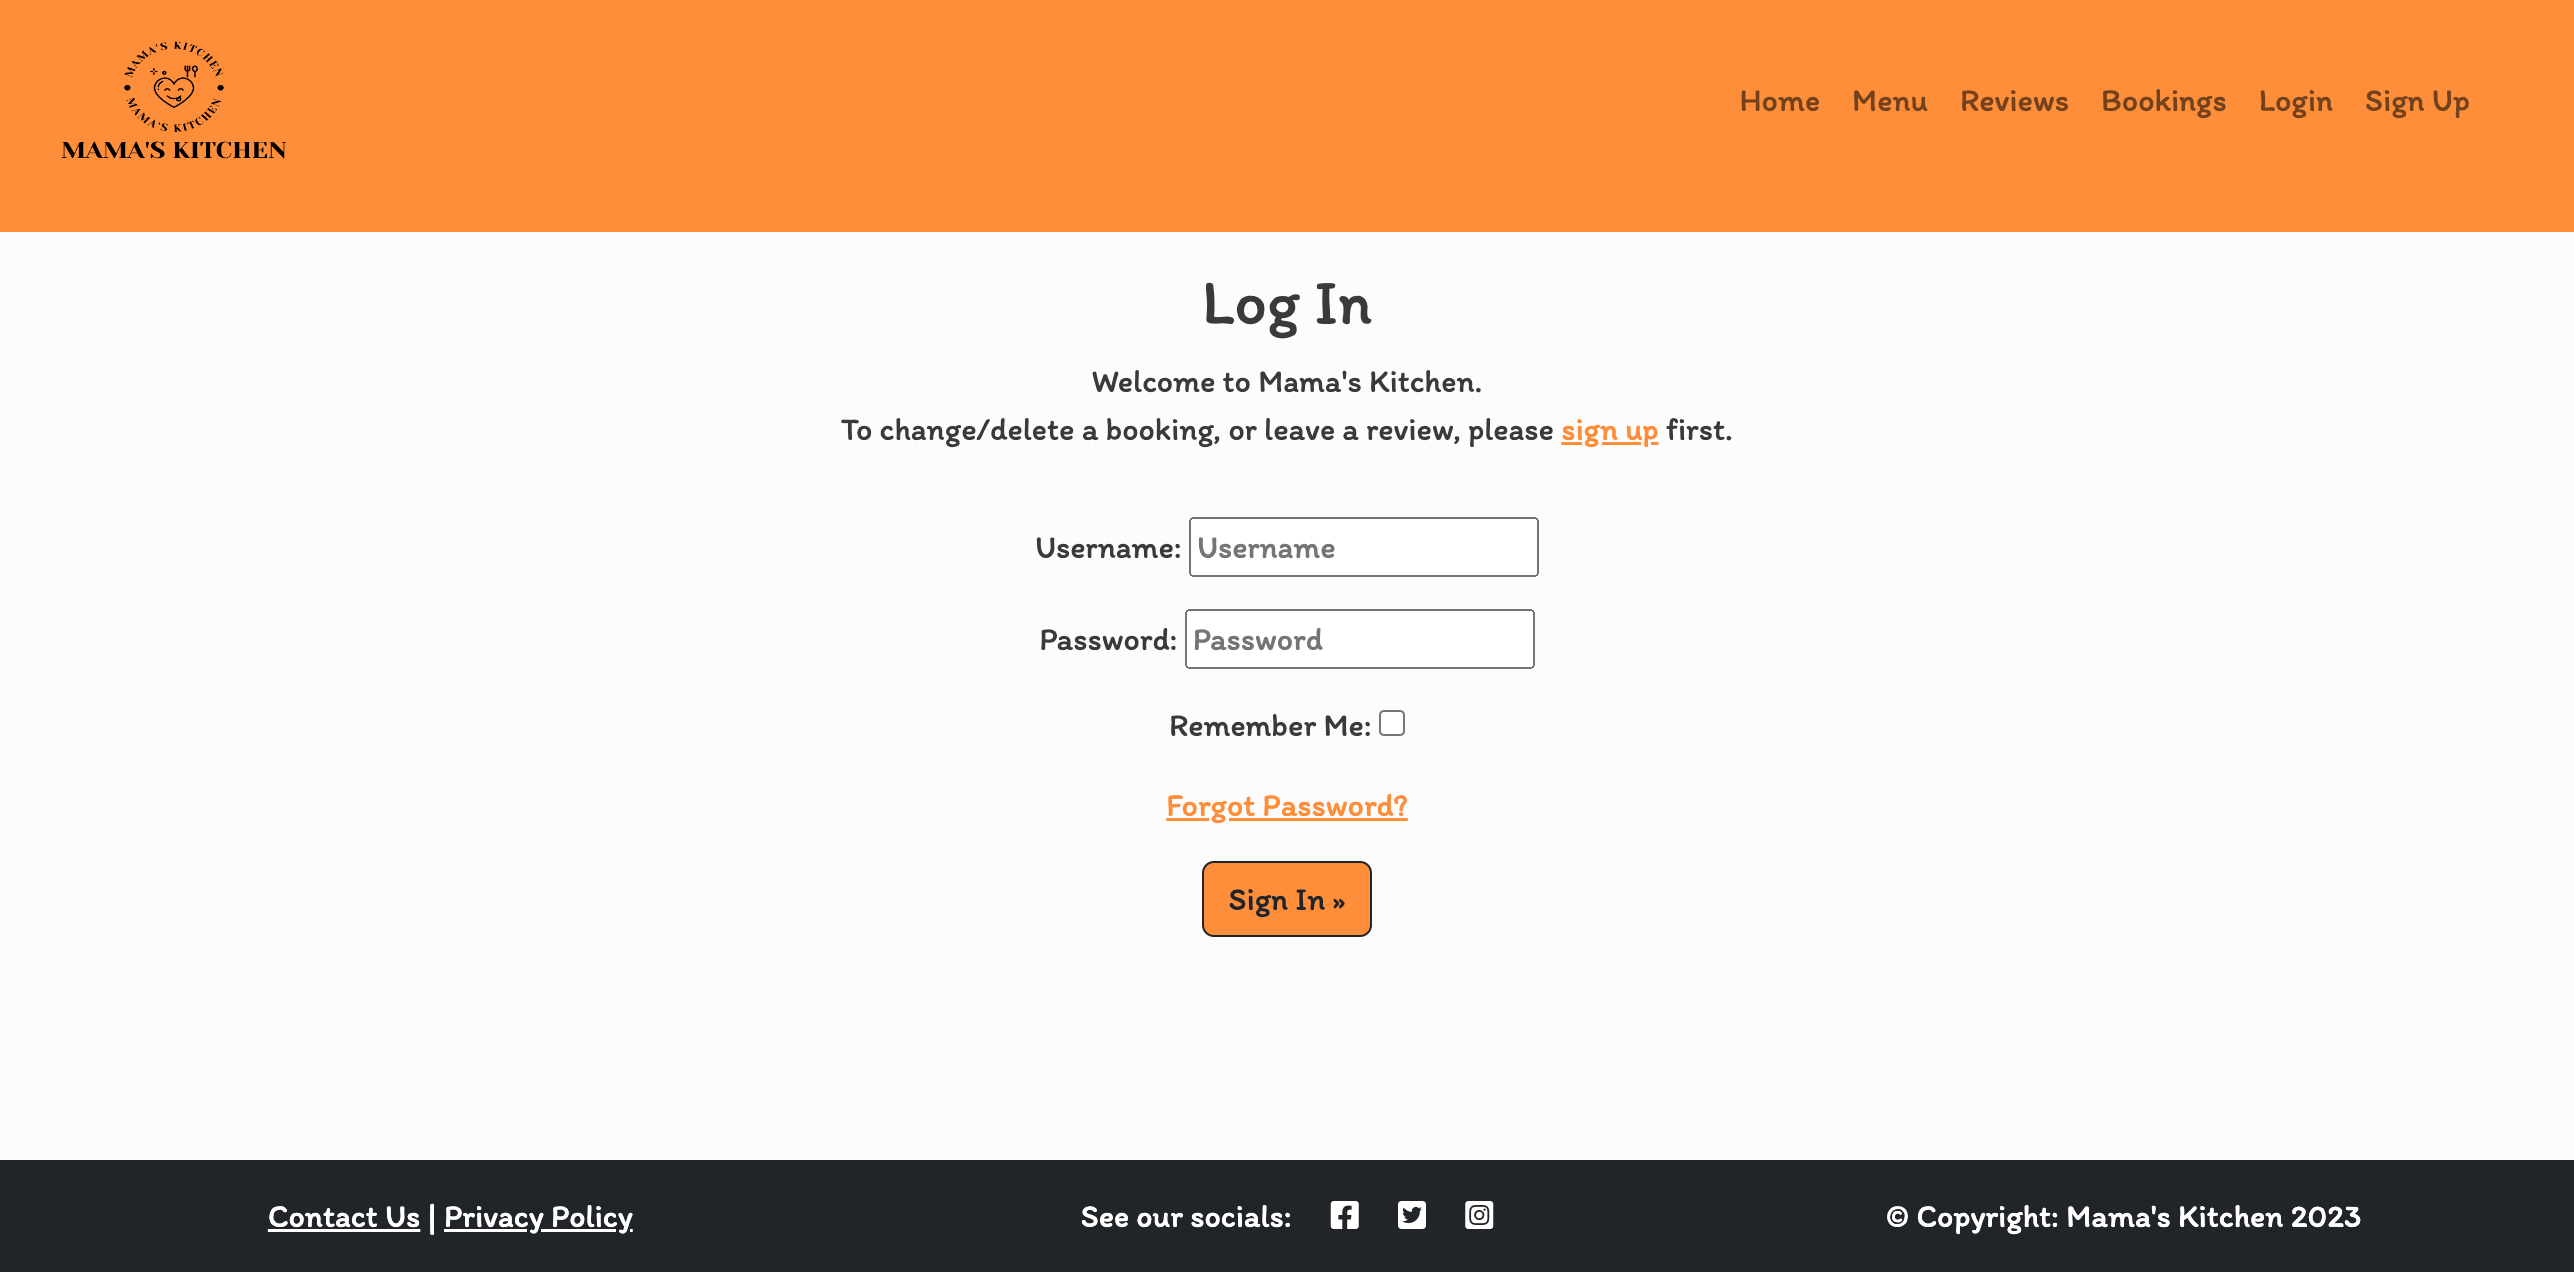 MAMA'S KITCHEN
MAMA'S KITCHEN
MAMA'S KITCHEN
Home Menu Reviews Bookings Login Sign Up
Log In
Welcome to Mama's Kitchen.
To change/delete a booking, or leave a review, please sign up first.
Username: Username
Password: Password
Remember Me:
Forgot Password?
Sign In »
Contact Us | Privacy Policy See our socials: © Copyright: Mama's Kitchen 2023